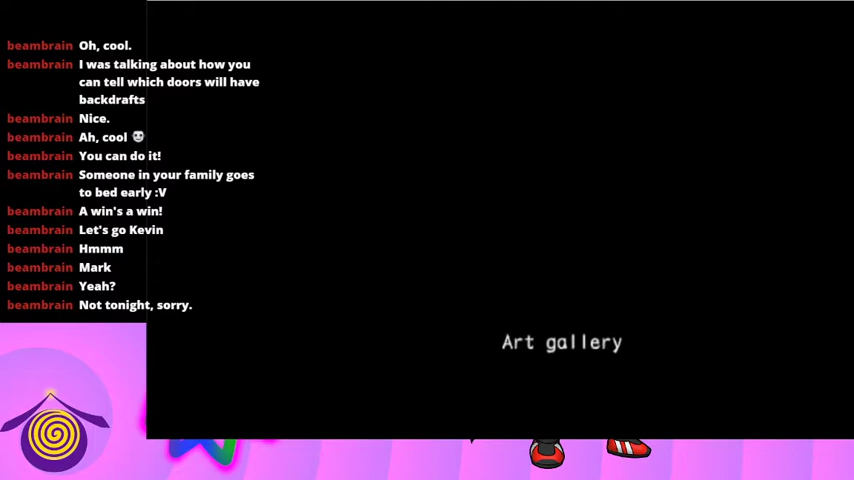 beambrain Oh, cool.
beambrain I was talking about how you
can tell which doors will have
backdrafts
beambrain Nice.
beambrain Ah, cool
beambrain You can do it!
beambrain Someone in your family goes
to bed early :V
beambrain A win's a win!
beambrain Let's go Kevin
beambrain Hmmm
beambrain Mark
beambrain Yeah?
beambrain Not tonight, sorry.
Art gallery